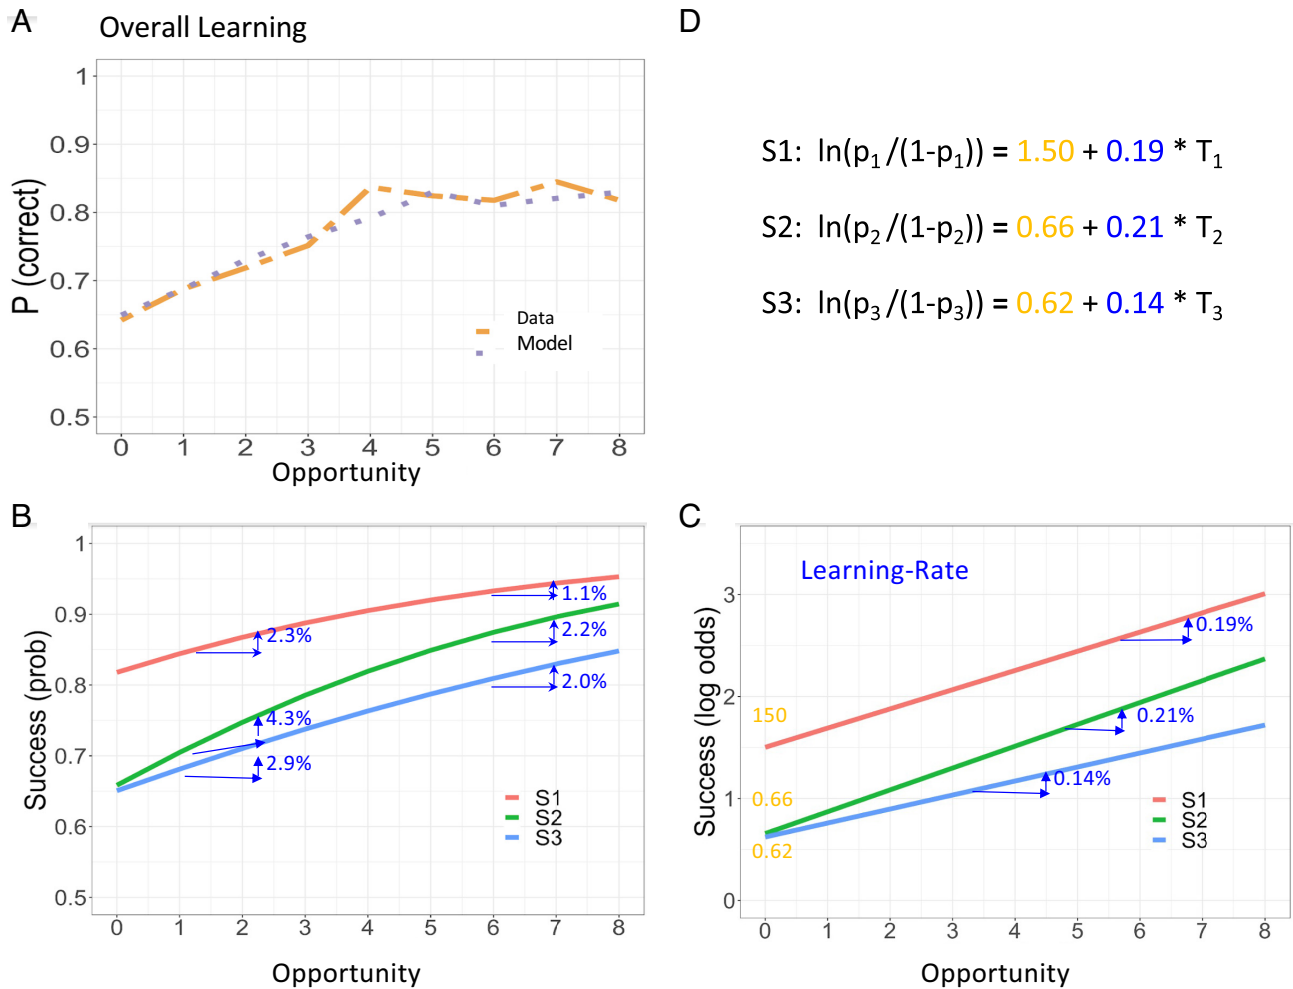 A
Overall Learning
1
0.9
0.8
0.7
0.6
0.5
P (correct)
Data
Model
0 1 2 3 4 5 6 7 8
Opportunity
D
S1: ln(p1/(1-p1)) = 1.50 + 0.19 * T1
S2: ln(p2/(1-p2)) = 0.66 + 0.21 * T2
S3: ln(p3/(1-p3)) = 0.62 + 0.14 * T3
B
1
0.9
0.8
0.7
0.6
0.5
Success (prob)
2.3%
1.1%
2.2%
2.0%
4.3%
2.9%
S1
S2
S3
0 1 2 3 4 5 6 7 8
Opportunity
C
Learning-Rate
3
2
1
0
Success (log odds)
150
0.66
0.62
0.19%
0.21%
0.14%
S1
S2
S3
0 1 2 3 4 5 6 7 8
Opportunity